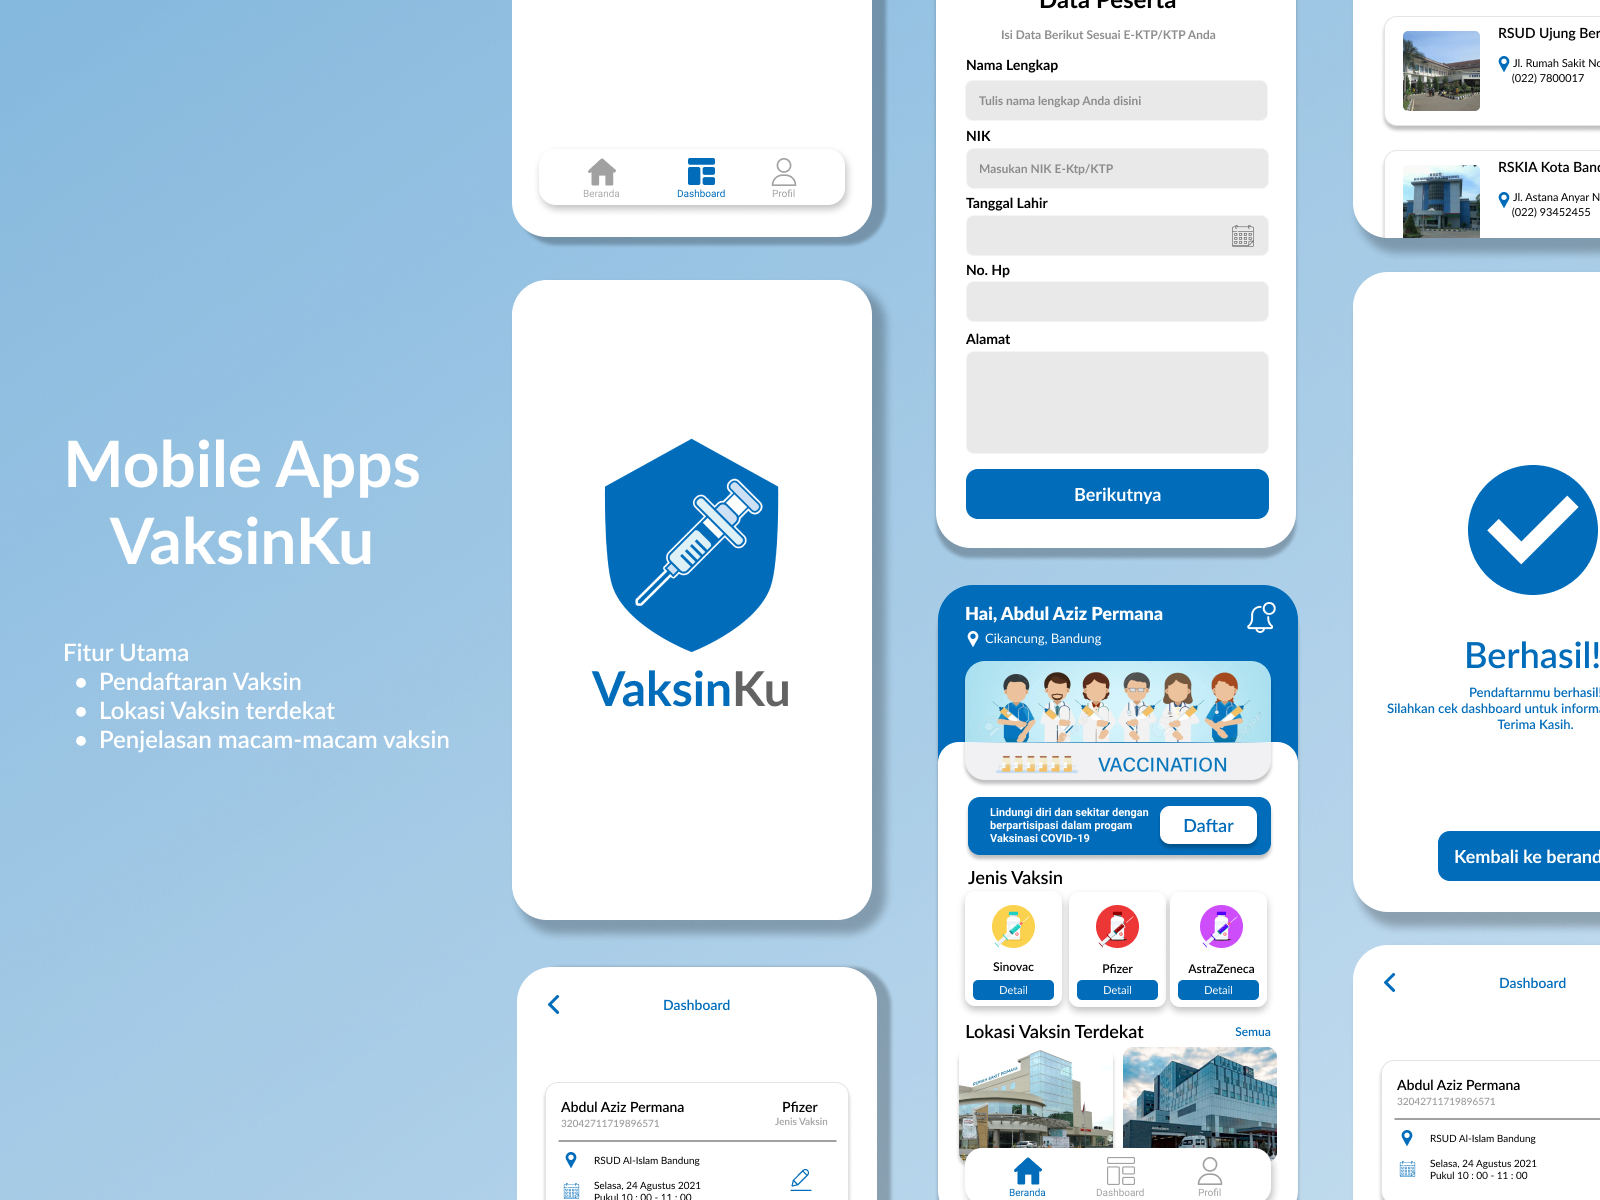 Mobile Apps
VaksinKu
Fitur Utama
Pendaftaran Vaksin
Lokasi Vaksin terdekat
Penjelasan macam-macam vaksin
Beranda
Dashboard
Profil
VaksinKu
Dashboard
Abdul Aziz Permana
32042711719896571
Pfizer
Jenis Vaksin
RSUD Al-Islam Bandung
Selasa, 24 Agustus 2021
Pukul 10 : 00 - 11 : 00
Data Peserta
Isi Data Berikut Sesuai E-KTP/KTP Anda
Nama Lengkap
Tulis nama lengkap Anda disini
NIK
Masukan NIK E-Ktp/KTP
Tanggal Lahir
No. Hp
Alamat
Berikutnya
Hai, Abdul Aziz Permana
Cikancung, Bandung
VACCINATION
Lindungi diri dan sekitar dengan
berpartisipasi dalam progam
Vaksinasi COVID-19
Daftar
Jenis Vaksin
Sinovac
Detail
Pfizer
Detail
AstraZeneca
Detail
Lokasi Vaksin Terdekat
Semua
Beranda
Dashboard
Profil
RSUD Ujung Ber
Jl. Rumah Sakit No
(022) 7800017
RSKIA Kota Band
Jl. Astana Anyar N
(022) 93452455
Berhasil!
Pendaftarnmu berhasil!
Silahkan cek dashboard untuk informa
Terima Kasih.
Kembali ke berand
Dashboard
Abdul Aziz Permana
32042711719896571
RSUD Al-Islam Bandung
Selasa, 24 Agustus 2021
Pukul 10 : 00 - 11 : 00